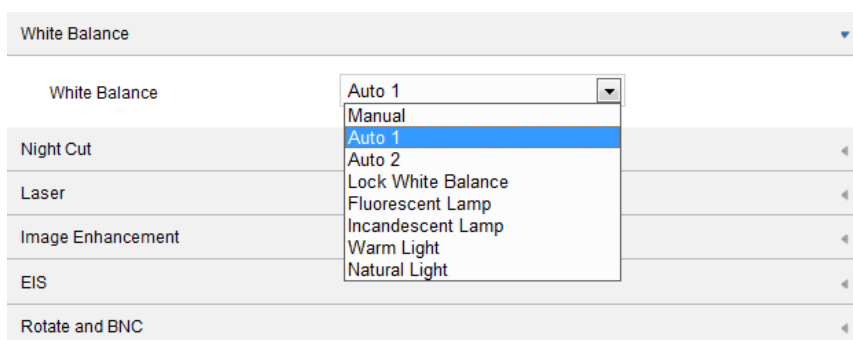 White Balance
White Balance Auto 1
Manual
Auto 1
Auto 2
Lock White Balance
Fluorescent Lamp
Incandescent Lamp
Warm Light
Natural Light
Night Cut
Laser
Image Enhancement
EIS
Rotate and BNC